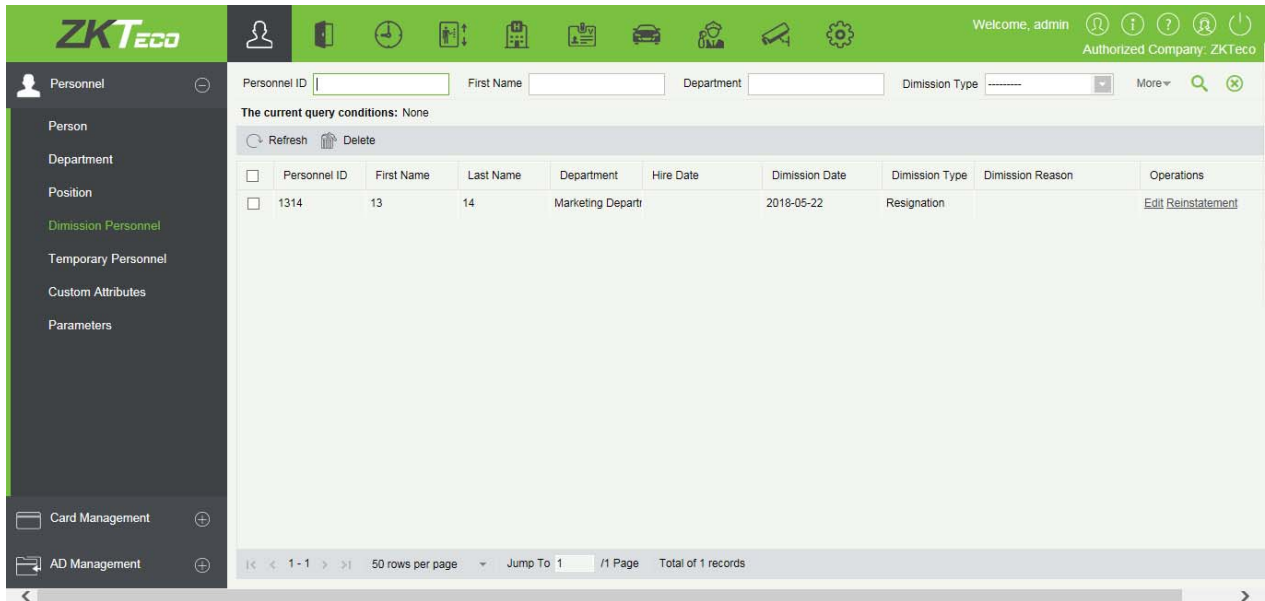 ZKTeco
Welcome, admin
Authorized Company: ZKTeco
Personnel
Person
Department
Position
Dimission Personnel
Temporary Personnel
Custom Attributes
Parameters
Card Management
AD Management
Personnel ID First Name Department Dimission Type --------- More
The current query conditions: None
Refresh Delete
Personnel ID First Name Last Name Department Hire Date Dimission Date Dimission Type Dimission Reason Operations
1314 13 14 Marketing Departr 2018-05-22 Resignation Edit Reinstatement
1-1 50 rows per page Jump To 1 /1 Page Total of 1 records